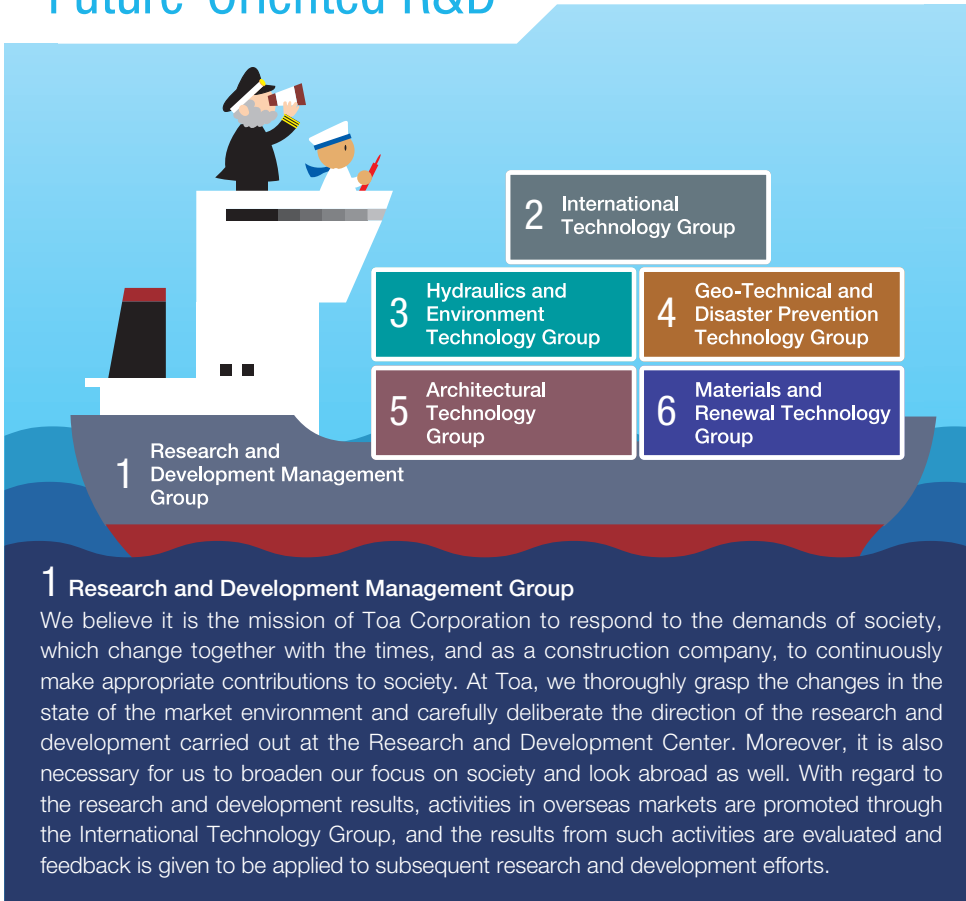 Future-Oriented R&D
2 International
Technology Group
3 Hydraulics and
Environment
Technology Group
4 Geo-Technical and
Disaster Prevention
Technology Group
5 Architectural
Technology
Group
6 Materials and
Renewal Technology
Group
1 Research and
Development Management
Group
1 Research and Development Management Group
We believe it is the mission of Toa Corporation to respond to the demands of society,
which change together with the times, and as a construction company, to continuously
make appropriate contributions to society. At Toa, we thoroughly grasp the changes in the
state of the market environment and carefully deliberate the direction of the research and
development carried out at the Research and Development Center. Moreover, it is also
necessary for us to broaden our focus on society and look abroad as well. With regard to
the research and development results, activities in overseas markets are promoted through
the International Technology Group, and the results from such activities are evaluated and
feedback is given to be applied to subsequent research and development efforts.